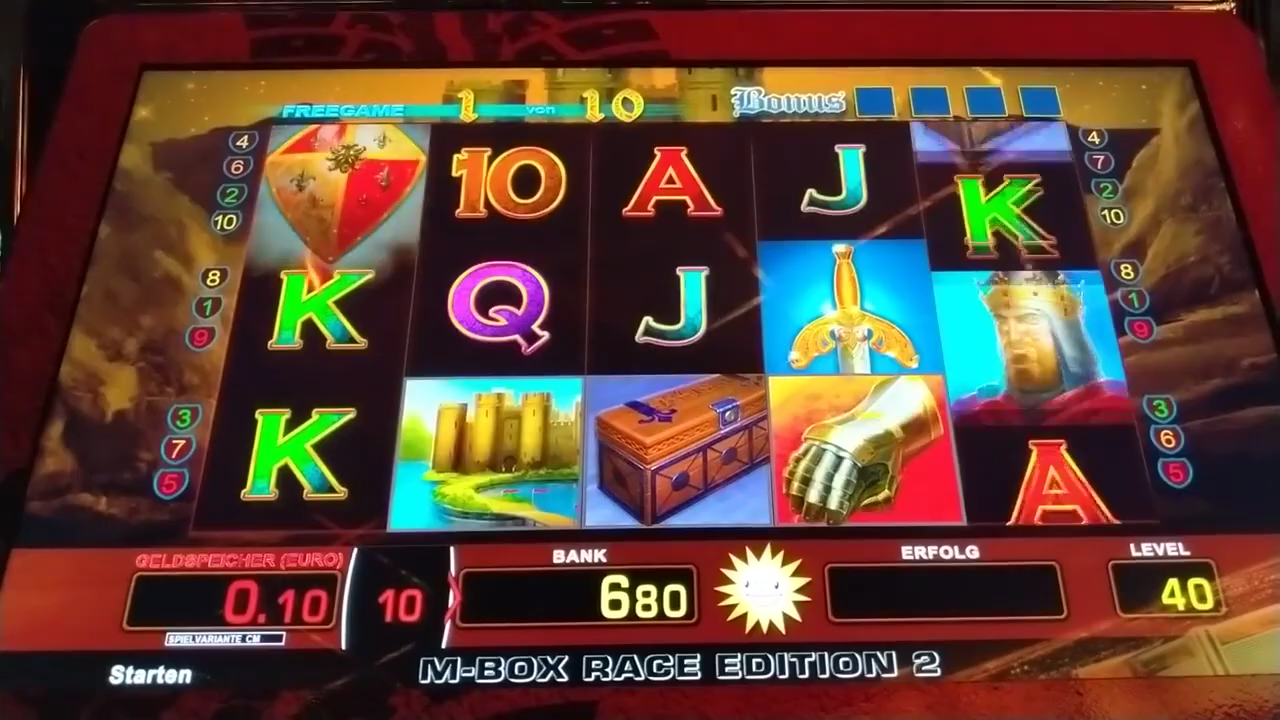 FREEGAME 1 von 10 Bonus
4 4
6 10 A J K 7
2 2
10 10
8 8
1 K Q J 1
9 9
3 3
7 K A 6
5 5
GELDSPEICHER (EURO) BANK ERFOLG LEVEL
0.10 10 680 40
SPIELVARIANTE CM
Starten M-BOX RACE EDITION 2